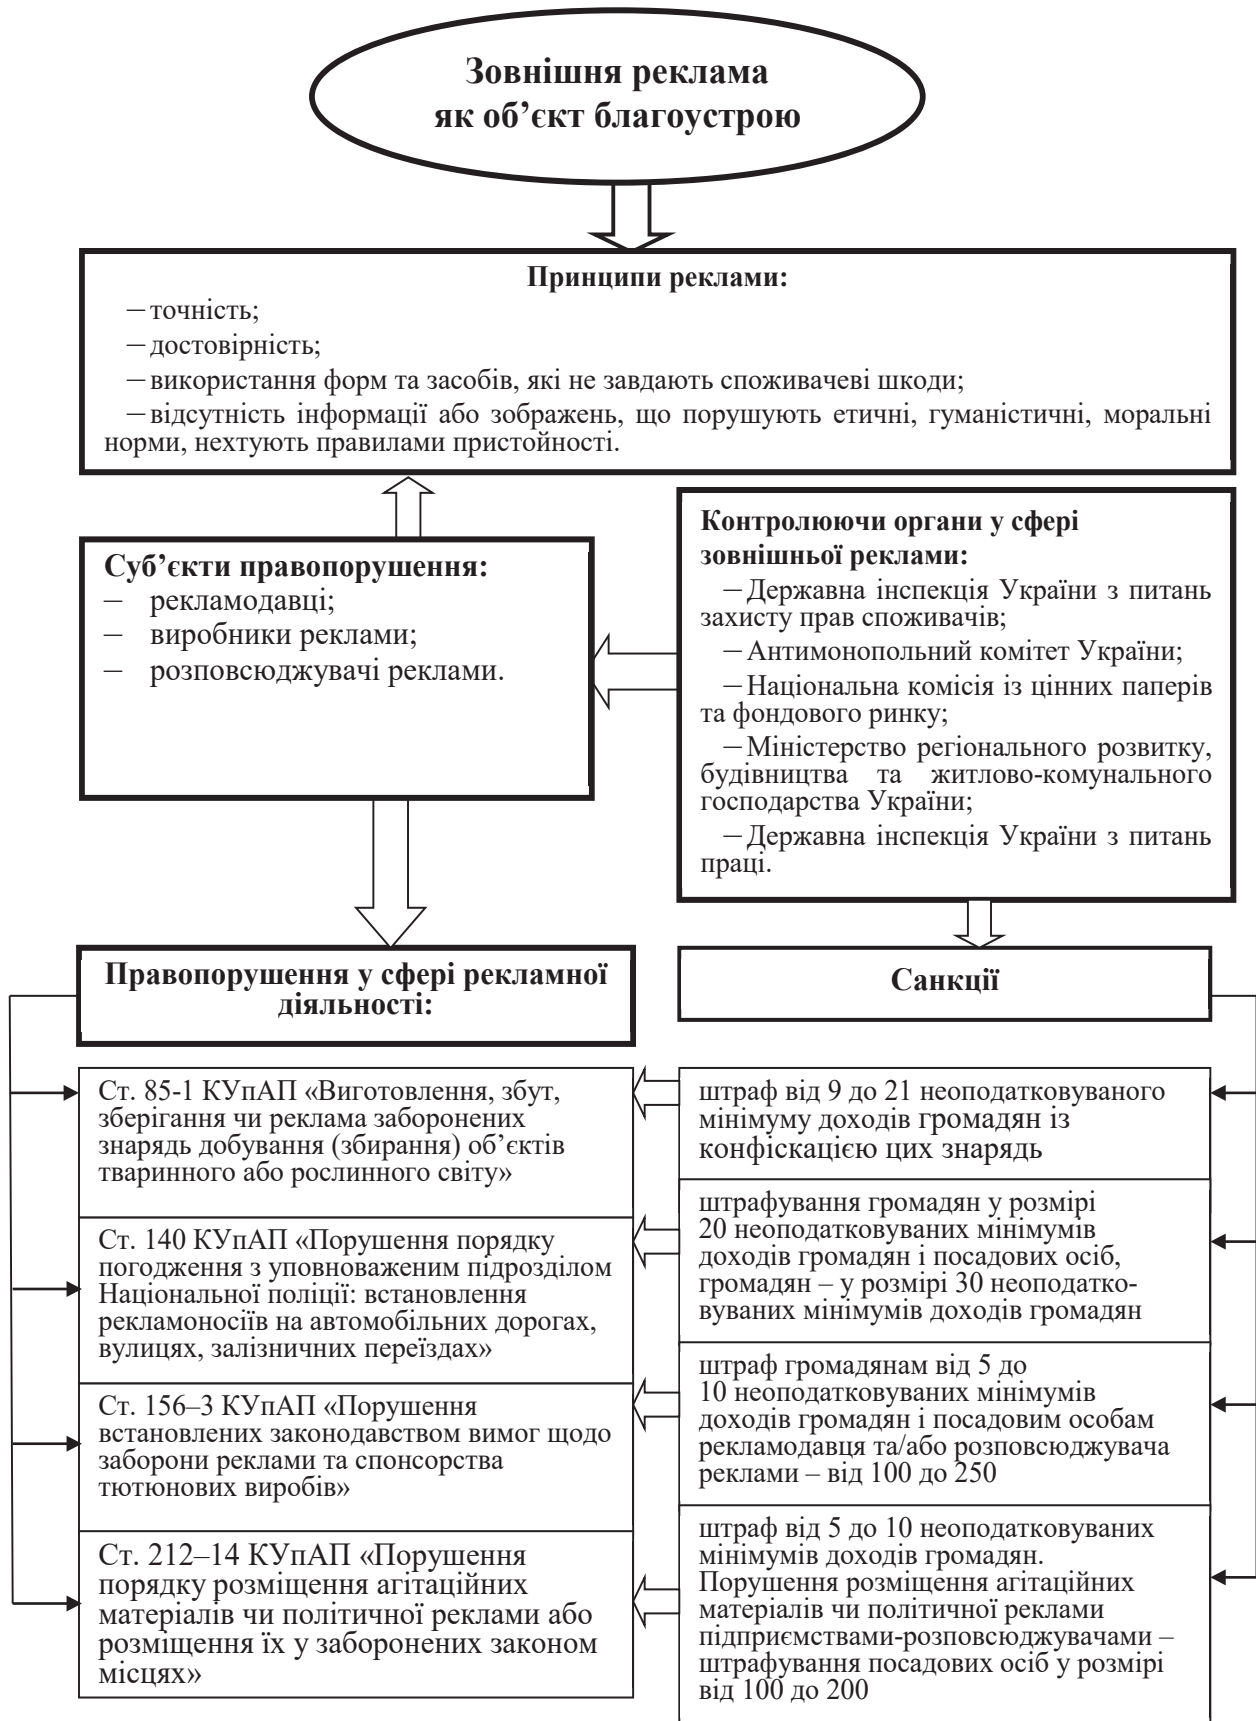 Зовнішня реклама
як об’єкт благоустрою
Принципи реклами:
– точність;
– достовірність;
– використання форм та засобів, які не завдають споживачеві шкоди;
– відсутність інформації або зображень, що порушують етичні, гуманістичні, моральні
норми, нехтують правилами пристойності.
Суб’єкти правопорушення:
– рекламодавці;
– виробники реклами;
– розповсюджувачі реклами.
Контролюючи органи у сфері
зовнішньої реклами:
– Державна інспекція України з питань
захисту прав споживачів;
– Антимонопольний комітет України;
– Національна комісія із цінних паперів
та фондового ринку;
– Міністерство регіонального розвитку,
будівництва та житлово-комунального
господарства України;
– Державна інспекція України з питань
праці.
Правопорушення у сфері рекламної
діяльності:
Санкції
Ст. 85-1 КУпАП «Виготовлення, збут,
зберігання чи реклама заборонених
знарядь добування (збирання) об’єктів
тваринного або рослинного світу»
штраф від 9 до 21 неоподатковуваного
мінімуму доходів громадян із
конфіскацією цих знарядь
Ст. 140 КУпАП «Порушення порядку
погодження з уповноваженим підрозділом
Національної поліції: встановлення
рекламоносіїв на автомобільних дорогах,
вулицях, залізничних переїздах»
штрафування громадян у розмірі
20 неоподатковуваних мінімумів
доходів громадян і посадових осіб,
громадян – у розмірі 30 неоподатко-
вуваних мінімумів доходів громадян
Ст. 156–3 КУпАП «Порушення
встановлених законодавством вимог щодо
заборони реклами та спонсорства
тютюнових виробів»
штраф громадянам від 5 до
10 неоподатковуваних мінімумів
доходів громадян і посадовим особам
рекламодавця та/або розповсюджувача
реклами – від 100 до 250
Ст. 212–14 КУпАП «Порушення
порядку розміщення агітаційних
матеріалів чи політичної реклами або
розміщення їх у заборонених законом
місцях»
штраф від 5 до 10 неоподатковуваних
мінімумів доходів громадян.
Порушення розміщення агітаційних
матеріалів чи політичної реклами
підприємствами-розповсюджувачами –
штрафування посадових осіб у розмірі
від 100 до 200